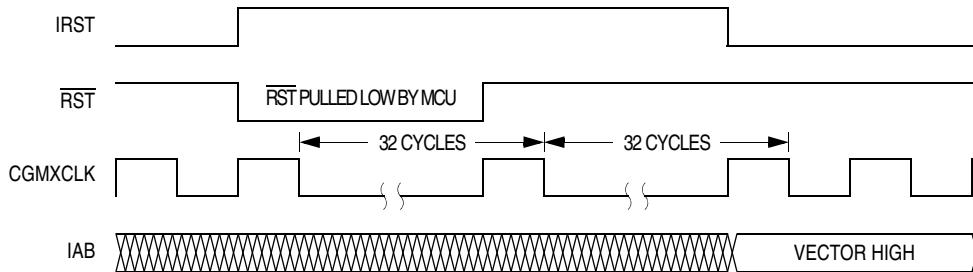 IRST
RST
RST PULLED LOW BY MCU
32 CYCLES
32 CYCLES
CGMXCLK
IAB
VECTOR HIGH